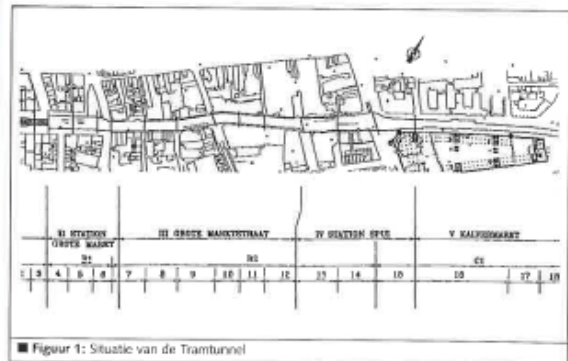 II STATION
GROTE MARKT
III GROTE MARKTSTRAAT
IV STATION SPUI
V KALVERMARKT
B1
B2
C1
3 4 5 6 7 8 9 10 11 12 13 14 15 16 17 18
Figuur 1: Situatie van de Tramtunnel